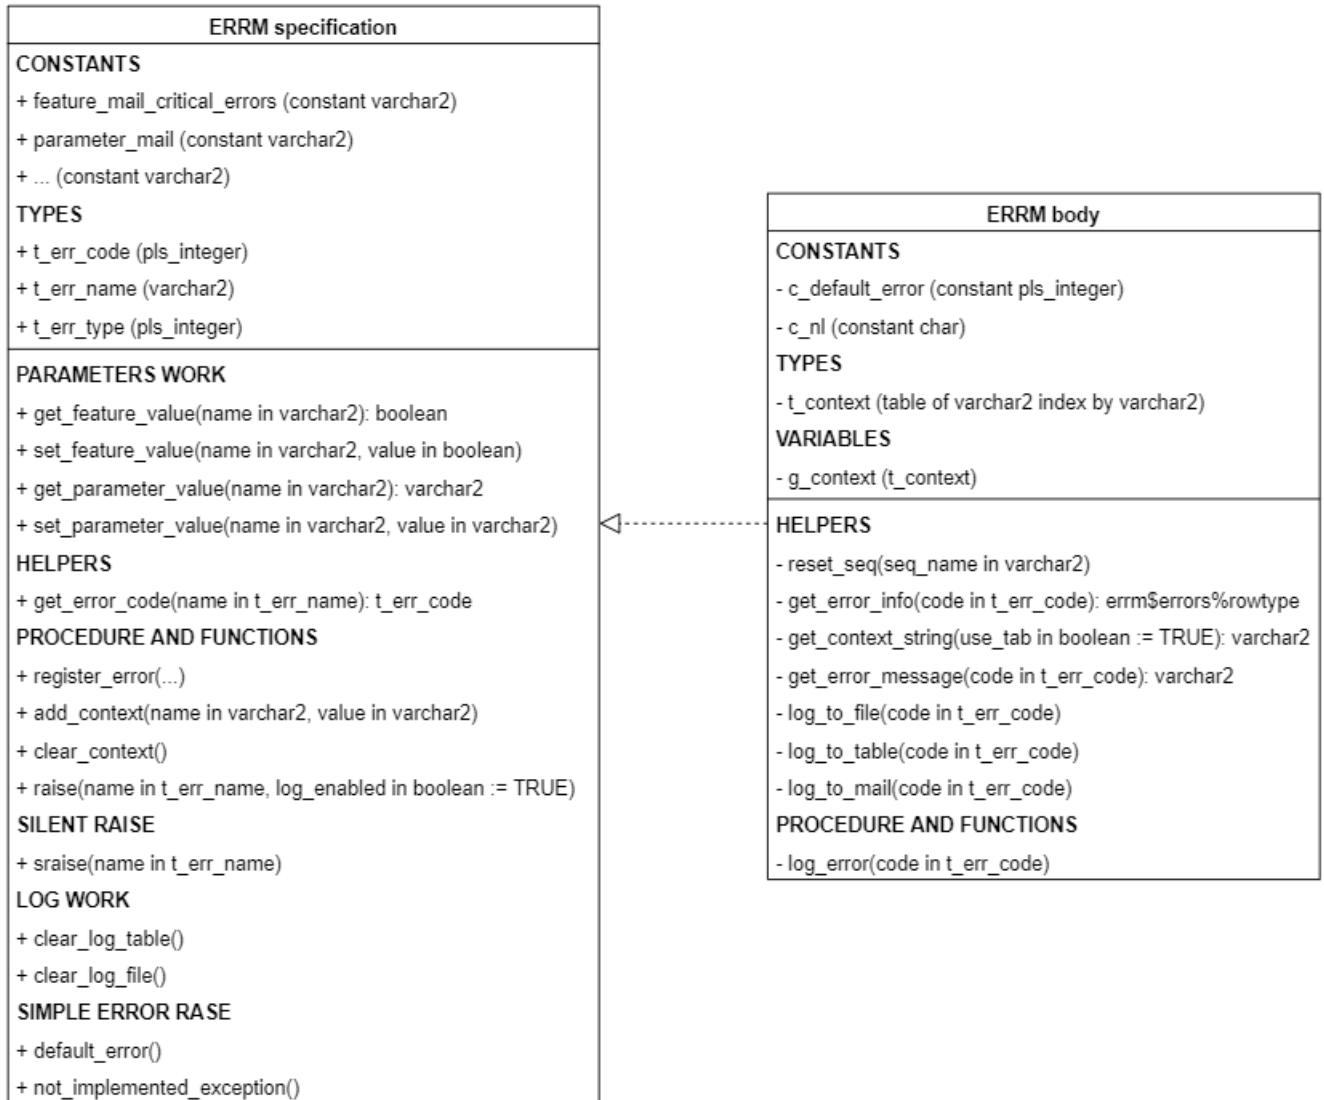 ERRM specification
CONSTANTS
+ feature_mail_critical_errors (constant varchar2)
+ parameter_mail (constant varchar2)
+ ... (constant varchar2)
TYPES
+ t_err_code (pls_integer)
+ t_err_name (varchar2)
+ t_err_type (pls_integer)
PARAMETERS WORK
+ get_feature_value(name in varchar2): boolean
+ set_feature_value(name in varchar2, value in boolean)
+ get_parameter_value(name in varchar2): varchar2
+ set_parameter_value(name in varchar2, value in varchar2)
HELPERS
+ get_error_code(name in t_err_name): t_err_code
PROCEDURE AND FUNCTIONS
+ register_error(...)
+ add_context(name in varchar2, value in varchar2)
+ clear_context()
+ raise(name in t_err_name, log_enabled in boolean := TRUE)
SILENT RAISE
+ sraise(name in t_err_name)
LOG WORK
+ clear_log_table()
+ clear_log_file()
SIMPLE ERROR RASE
+ default_error()
+ not_implemented_exception()
ERRM body
CONSTANTS
- c_default_error (constant pls_integer)
- c_nl (constant char)
TYPES
- t_context (table of varchar2 index by varchar2)
VARIABLES
- g_context (t_context)
HELPERS
- reset_seq(seq_name in varchar2)
- get_error_info(code in t_err_code): errm$errors%rowtype
- get_context_string(use_tab in boolean := TRUE): varchar2
- get_error_message(code in t_err_code): varchar2
- log_to_file(code in t_err_code)
- log_to_table(code in t_err_code)
- log_to_mail(code in t_err_code)
PROCEDURE AND FUNCTIONS
- log_error(code in t_err_code)